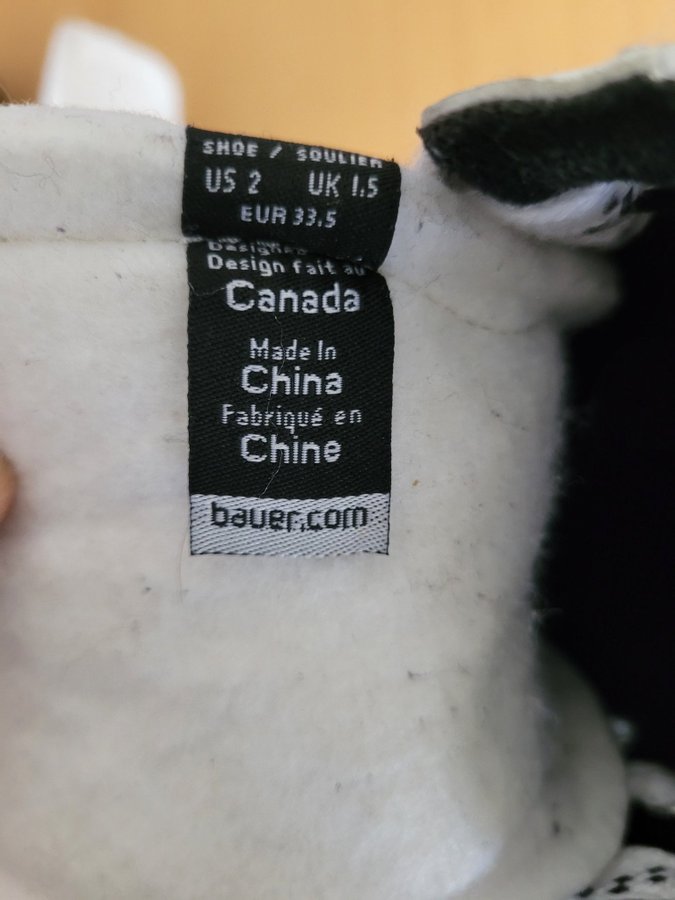 SHOE / SOULIER
US 2 UK 1.5
EUR 33.5
Designed
Design fait au
Canada
Made In
China
Fabriqué en
Chine
bauer.com